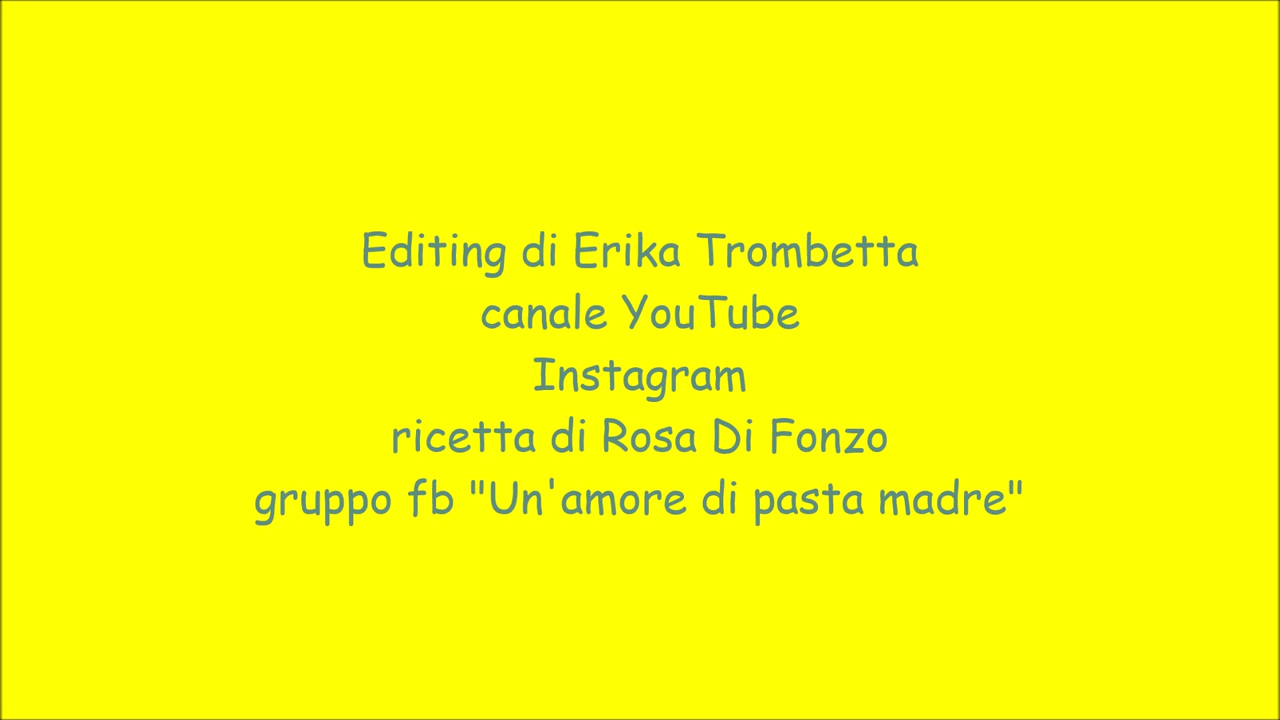 Editing di Erika Trombetta
canale YouTube
Instagram
ricetta di Rosa Di Fonzo
gruppo fb "Un'amore di pasta madre"